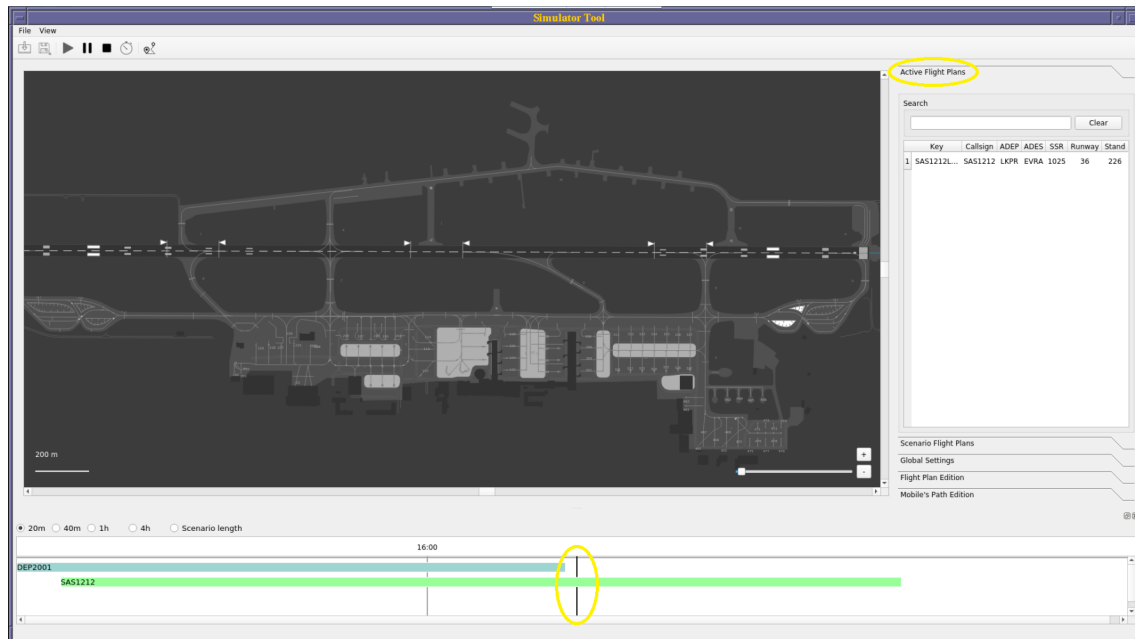 Simulator Tool
File View
Active Flight Plans
Search
Clear
Key Callsign ADEP ADES SSR Runway Stand
1 SAS1212L... SAS1212 LKPR EVRA 1025 36 226
200 m
+
-
Scenario Flight Plans
Global Settings
Flight Plan Edition
Mobile's Path Edition
20m 40m 1h 4h Scenario length
16:00
DEP2001
SAS1212